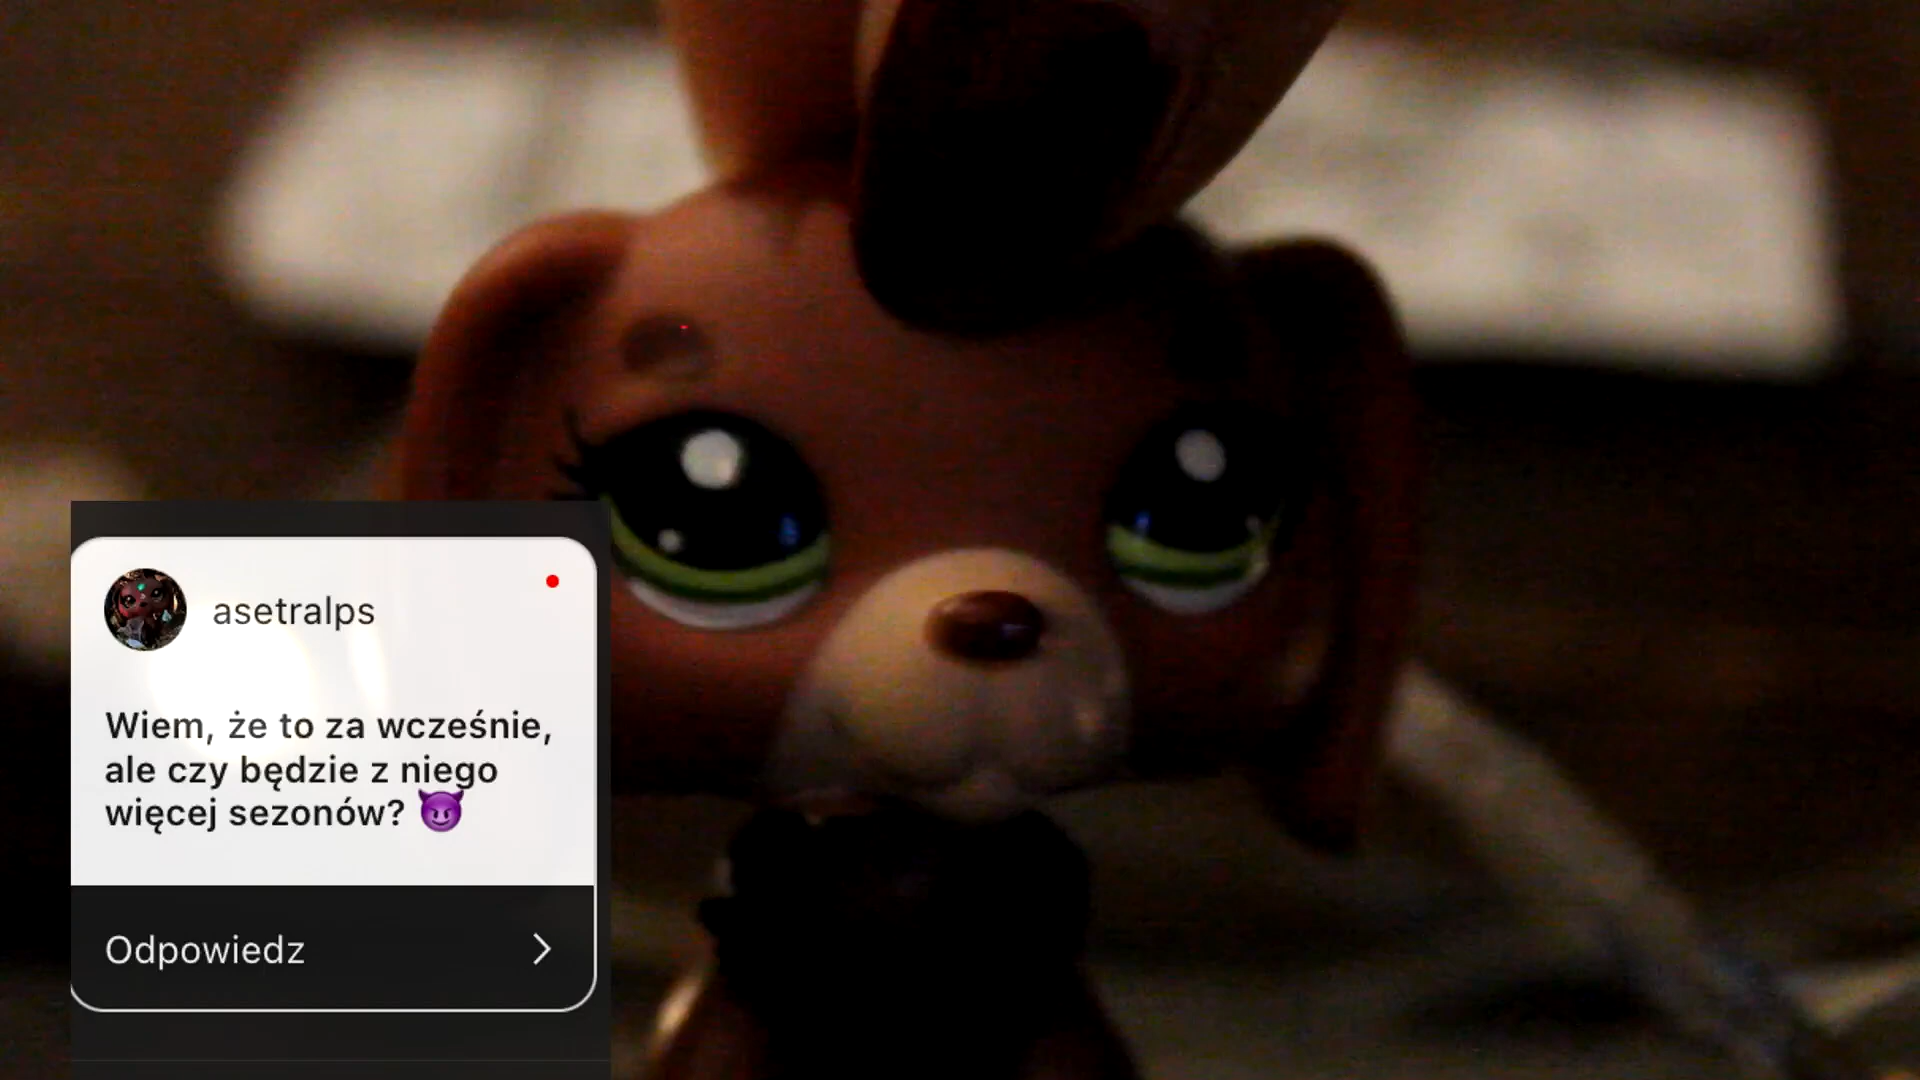 asetralps
Wiem, że to za wcześnie,
ale czy będzie z niego
więcej sezonów? 😈
Odpowiedz